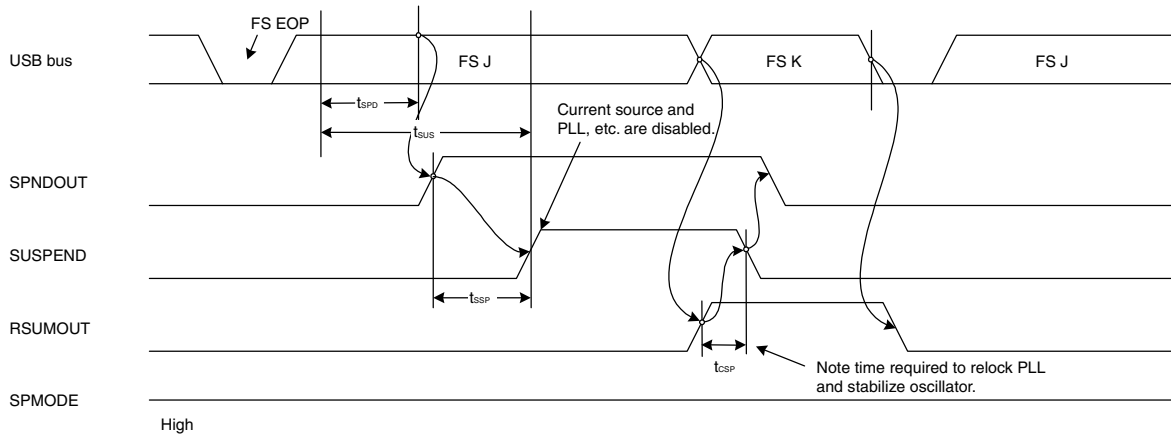 FS EOP
USB bus
FS J
FS K
FS J
tSPD
Current source and
PLL, etc. are disabled.
tSUS
SPNDOUT
SUSPEND
tSSP
RSUMOUT
tCSP
Note time required to relock PLL
and stabilize oscillator.
SPMODE
High